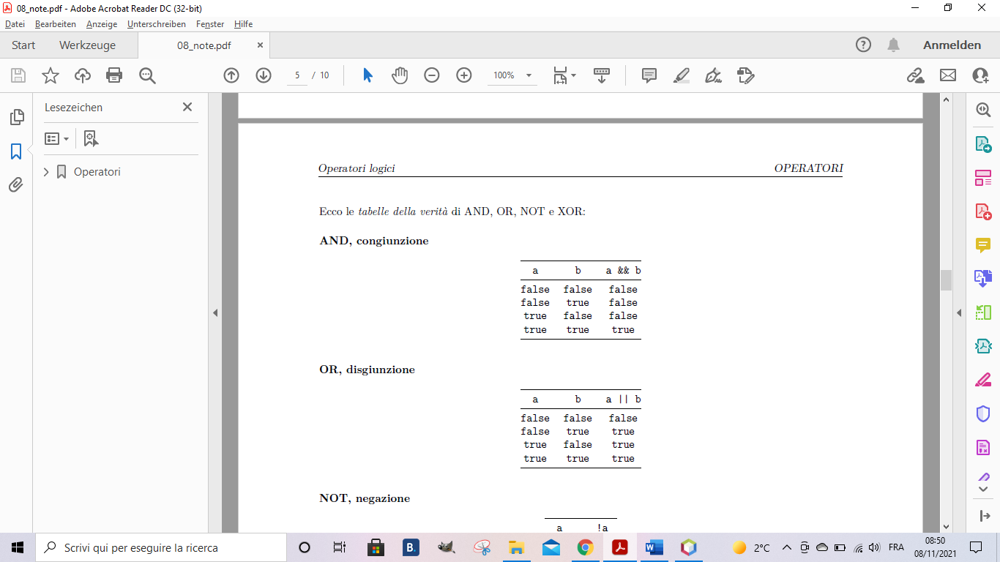 08_note.pdf - Adobe Acrobat Reader DC (32-bit)
Datei Bearbeiten Anzeige Unterschreiben Fenster Hilfe
Start Werkzeuge 08_note.pdf × Anmelden
5 / 10 100%
Lesezeichen
Operatori
Operatori logici OPERATORI
Ecco le tabelle della verità di AND, OR, NOT e XOR:
AND, congiunzione
a b a && b
false false false
false true false
true false false
true true true
OR, disgiunzione
a b a || b
false false false
false true true
true false true
true true true
NOT, negazione
a !a
Scrivi qui per eseguire la ricerca
B.
2°C
FRA
08:50
08/11/2021